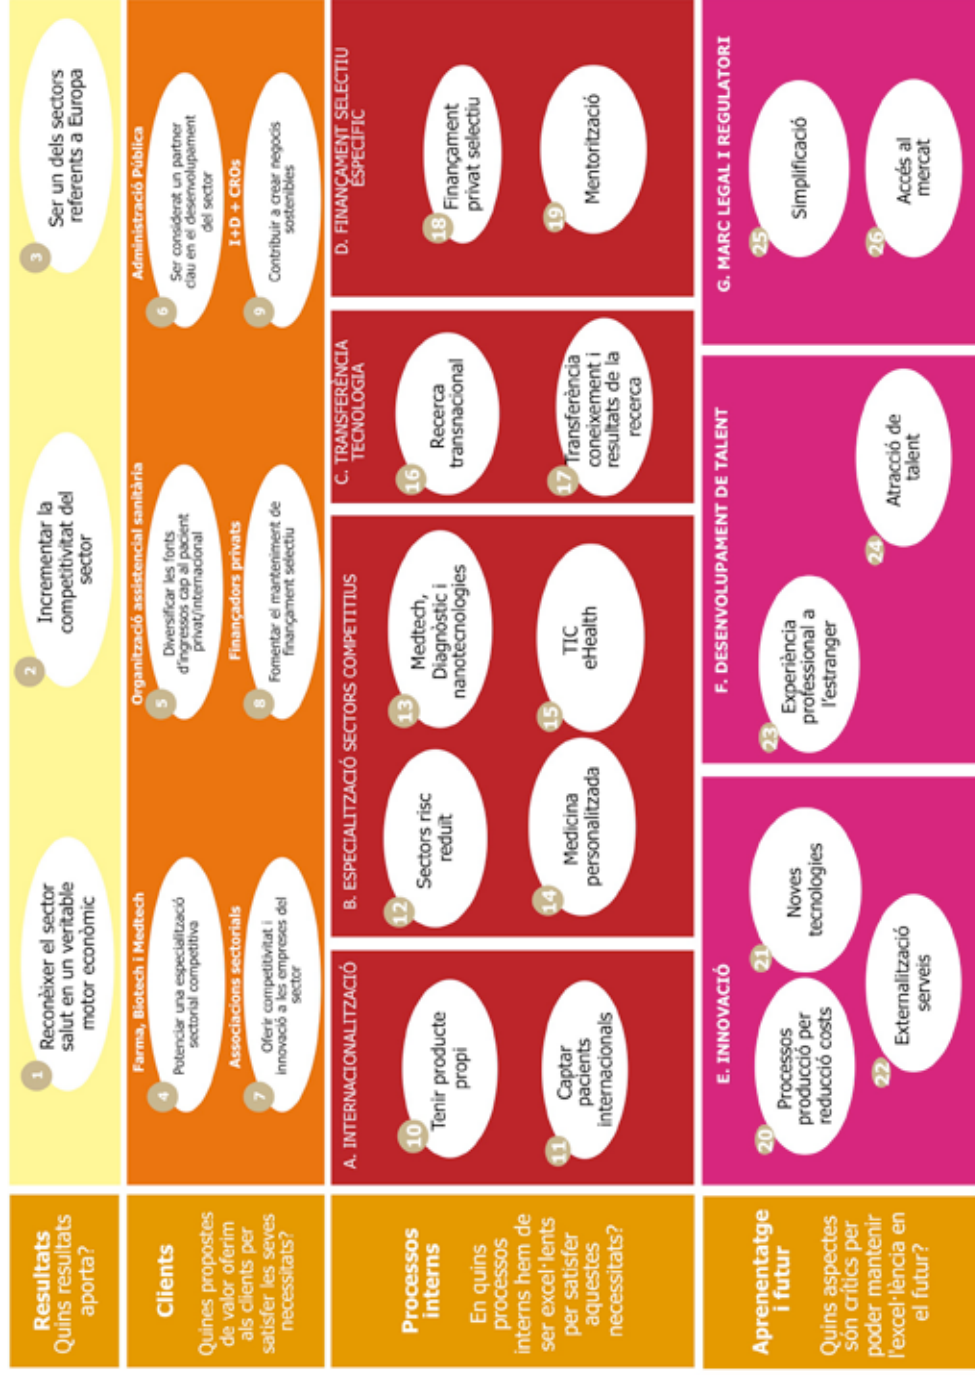 Resultats
Quins resultats
aporta?
1
Reconèixer el sector
salut en un veritable
motor econòmic
2
Incrementar la
competitivitat del
sector
3
Ser un dels sectors
referents a Europa
Clients
Quines propostes
de valor oferim
als clients per
satisfer les seves
necessitats?
Farma, Biotech i Medtech
4
Potenciar una especialització
sectorial competitiva
Organització assistencial sanitària
5
Diversificar les fonts
d'ingressos cap al pacient
privat/internacional
Administració Pública
6
Ser considerat un partner
clau en el desenvolupament
del sector
Associacions sectorials
7
Oferir competitivitat i
innovació a les empreses del
sector
Finançadors privats
8
Fomentar el manteniment de
finançament selectiu
I+D + CROs
9
Contribuir a crear negocis
sostenibles
Processos
interns
En quins
processos
interns hem de
ser excel·lents
per satisfer
aquestes
necessitats?
A. INTERNACIONALITZACIÓ
10
Tenir producte
propi
11
Captar
pacients
internacionals
B. ESPECIALITZACIÓ SECTORS COMPETITIUS
12
Sectors risc
reduït
13
Medtech,
Diagnòstic i
nanotecnologies
14
Medicina
personalitzada
15
TIC
eHealth
C. TRANSFERÈNCIA
TECNOLOGIA
16
Recerca
transnacional
17
Transferència
coneixement i
resultats de la
recerca
D. FINANÇAMENT SELECTIU
ESPECÍFIC
18
Finançament
privat selectiu
19
Mentorització
Aprenentatge
i futur
Quins aspectes
són crítics per
poder mantenir
l'excel·lència en
el futur?
E. INNOVACIÓ
20
Processos
producció per
reducció costs
21
Noves
tecnologies
22
Externalització
serveis
F. DESENVOLUPAMENT DE TALENT
23
Experiència
professional a
l'estranger
24
Atracció de
talent
G. MARC LEGAL I REGULATORI
25
Simplificació
26
Accés al
mercat